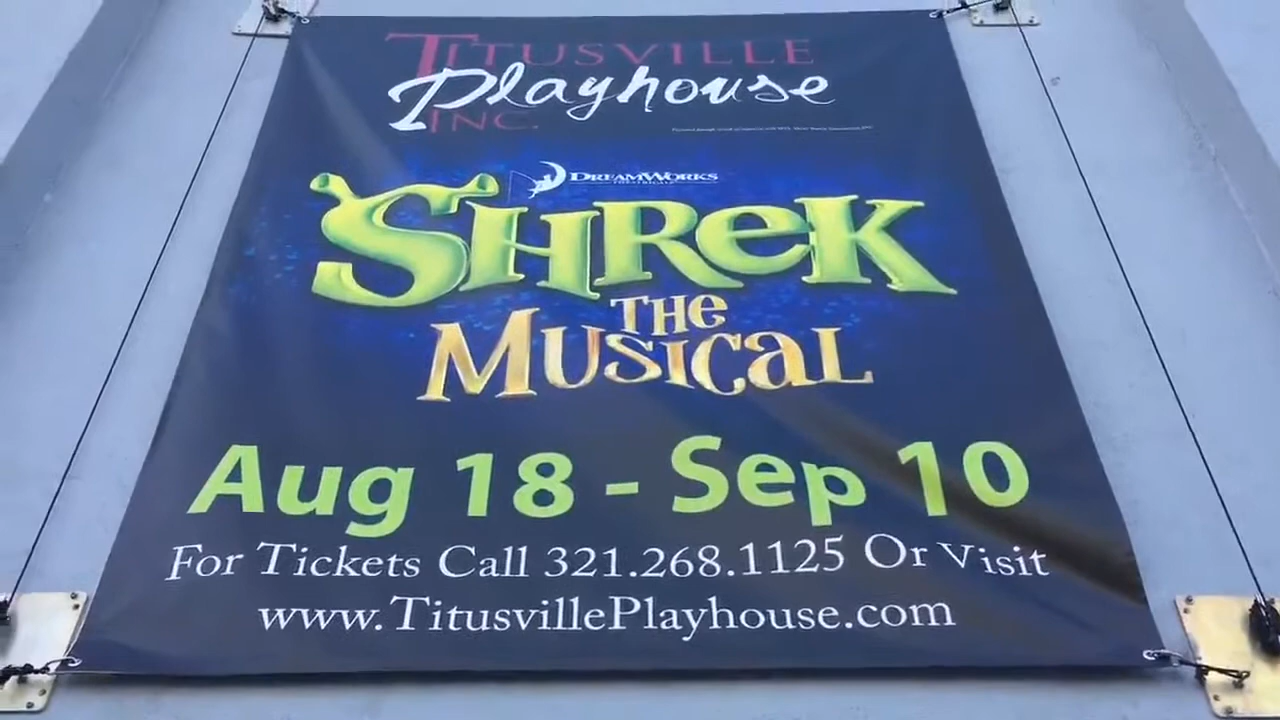 TITUSVILLE
Playhouse
INC.
DREAMWORKS
THEATRICALS
SHREK
THE
MUSICAL
Aug 18 - Sep 10
For Tickets Call 321.268.1125 Or Visit
www.TitusvillePlayhouse.com